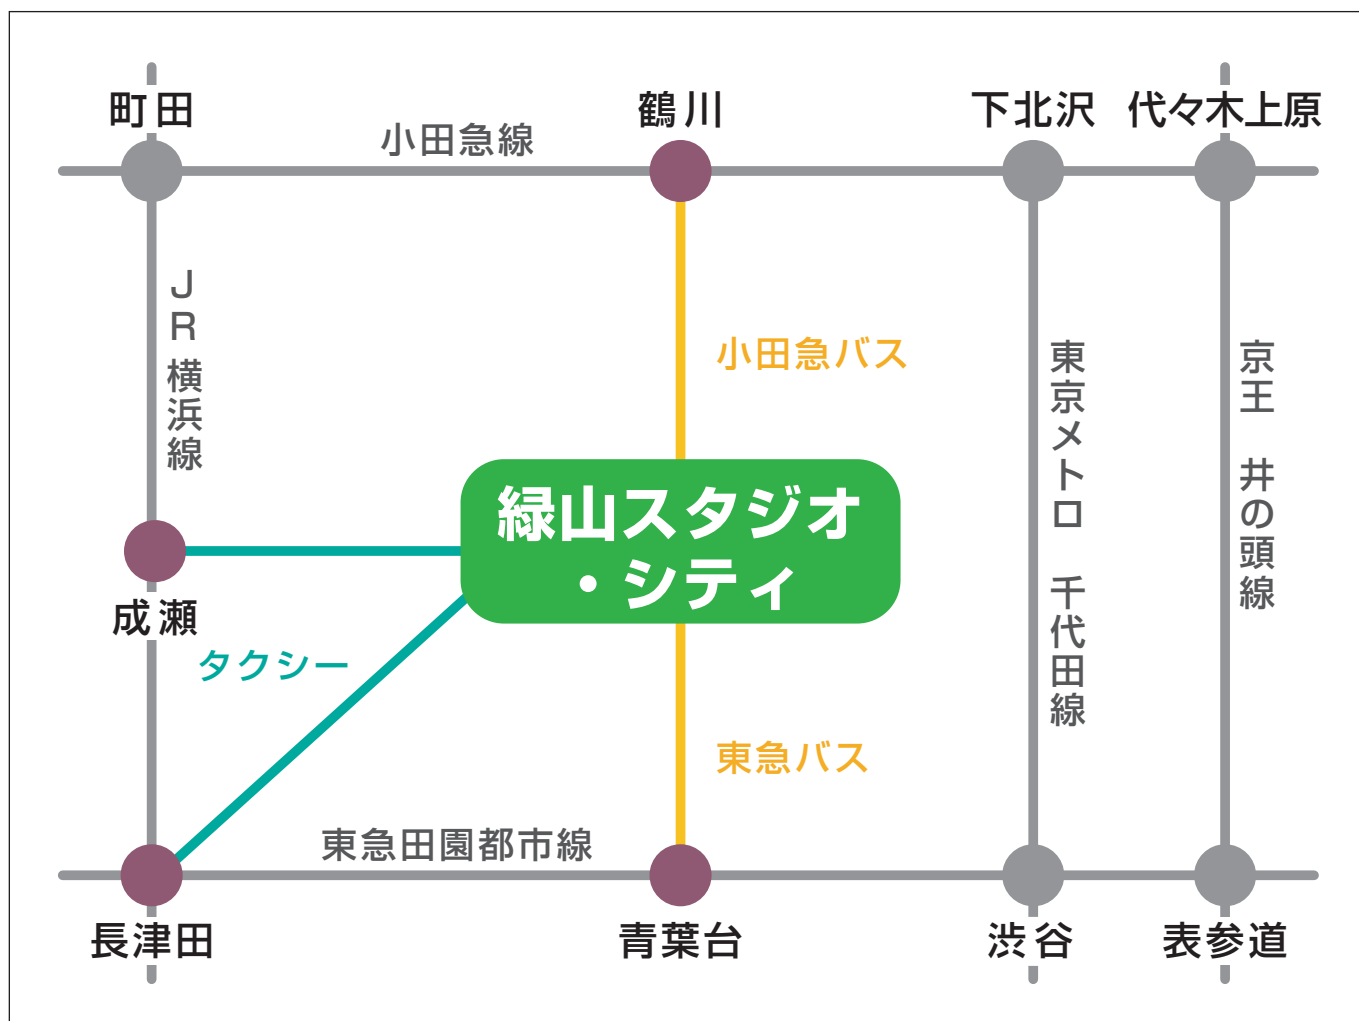 町田
鶴川
下北沢
代々木上原
小田急線
JR横浜線
小田急バス
東京メトロ 千代田線
京王 井の頭線
緑山スタジオ
・シティ
成瀬
タクシー
東急バス
東急田園都市線
長津田
青葉台
渋谷
表参道